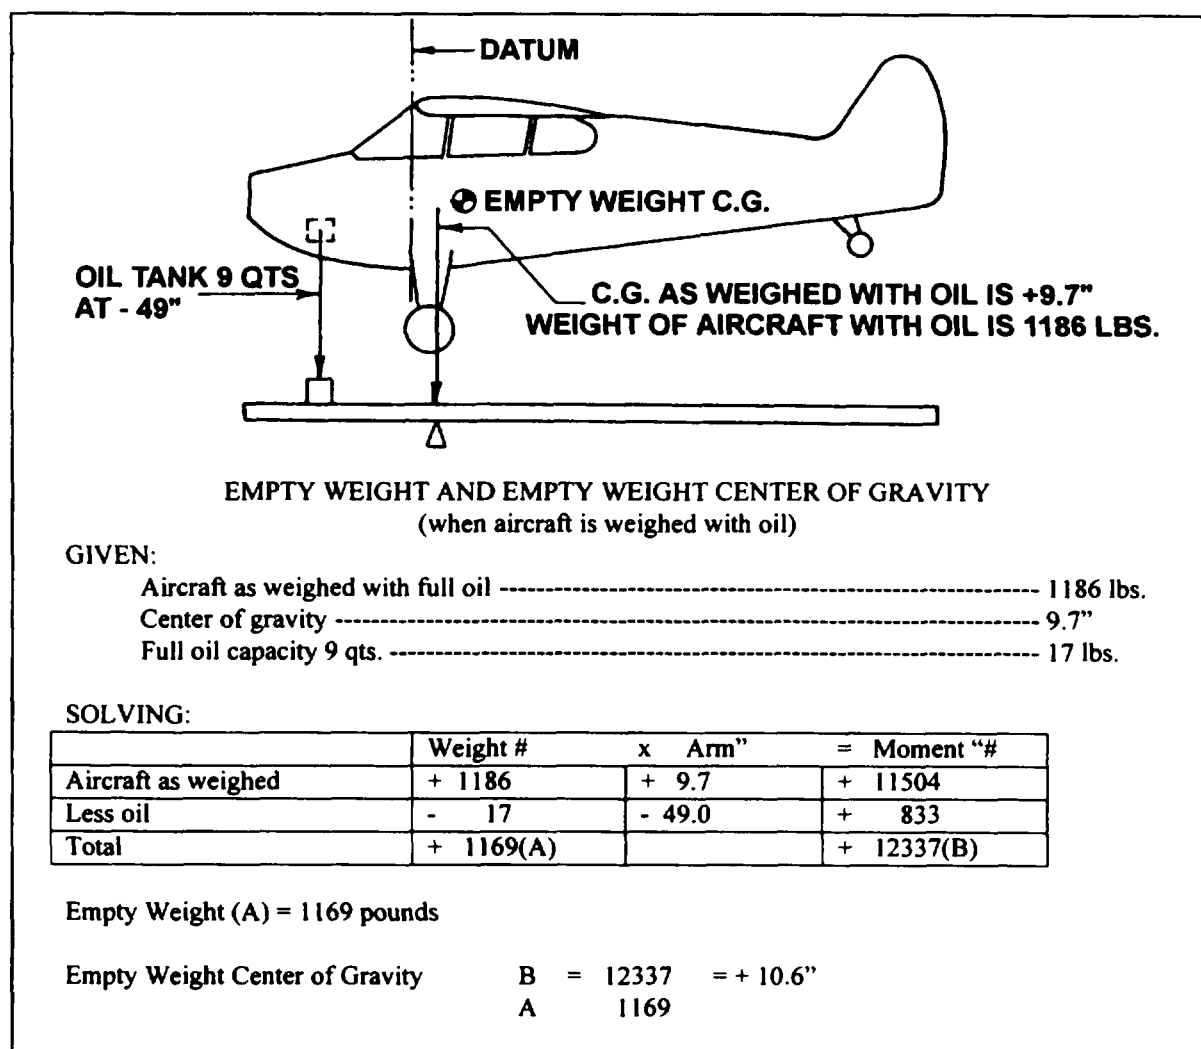 DATUM
EMPTY WEIGHT C.G.
OIL TANK 9 QTS
AT - 49"
C.G. AS WEIGHED WITH OIL IS +9.7"
WEIGHT OF AIRCRAFT WITH OIL IS 1186 LBS.
EMPTY WEIGHT AND EMPTY WEIGHT CENTER OF GRAVITY
(when aircraft is weighed with oil)
GIVEN:
Aircraft as weighed with full oil ------------------------------------------------------------ 1186 lbs.
Center of gravity ------------------------------------------------------------------------------ 9.7”
Full oil capacity 9 qts. ------------------------------------------------------------------------ 17 lbs.
SOLVING:
Weight # x Arm” = Moment “#
Aircraft as weighed + 1186 + 9.7 + 11504
Less oil - 17 - 49.0 + 833
Total + 1169(A) + 12337(B)
Empty Weight (A) = 1169 pounds
Empty Weight Center of Gravity B = 12337 = + 10.6”
A 1169